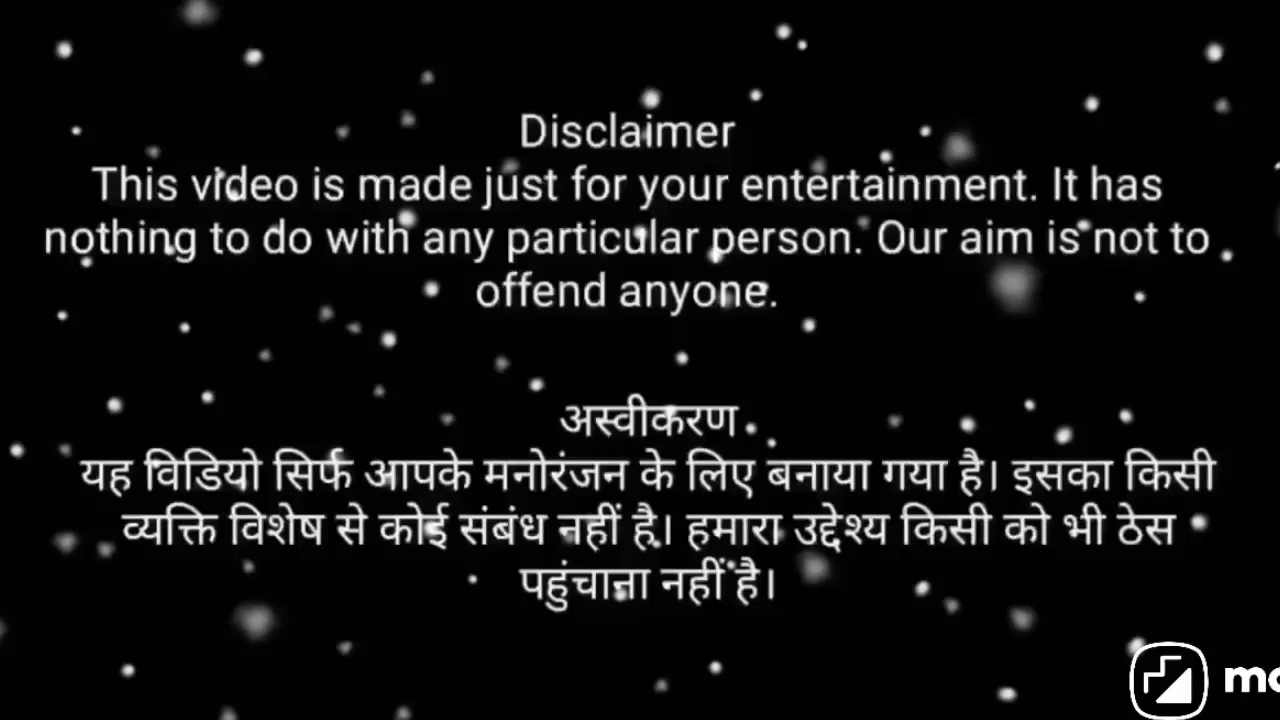 Disclaimer
This video is made just for your entertainment. It has
nothing to do with any particular person. Our aim is not to
offend anyone.
अस्वीकरण
यह विडियो सिर्फ आपके मनोरंजन के लिए बनाया गया है। इसका किसी
व्यक्ति विशेष से कोई संबंध नहीं है। हमारा उद्देश्य किसी को भी ठेस
पहुंचाना नहीं है।